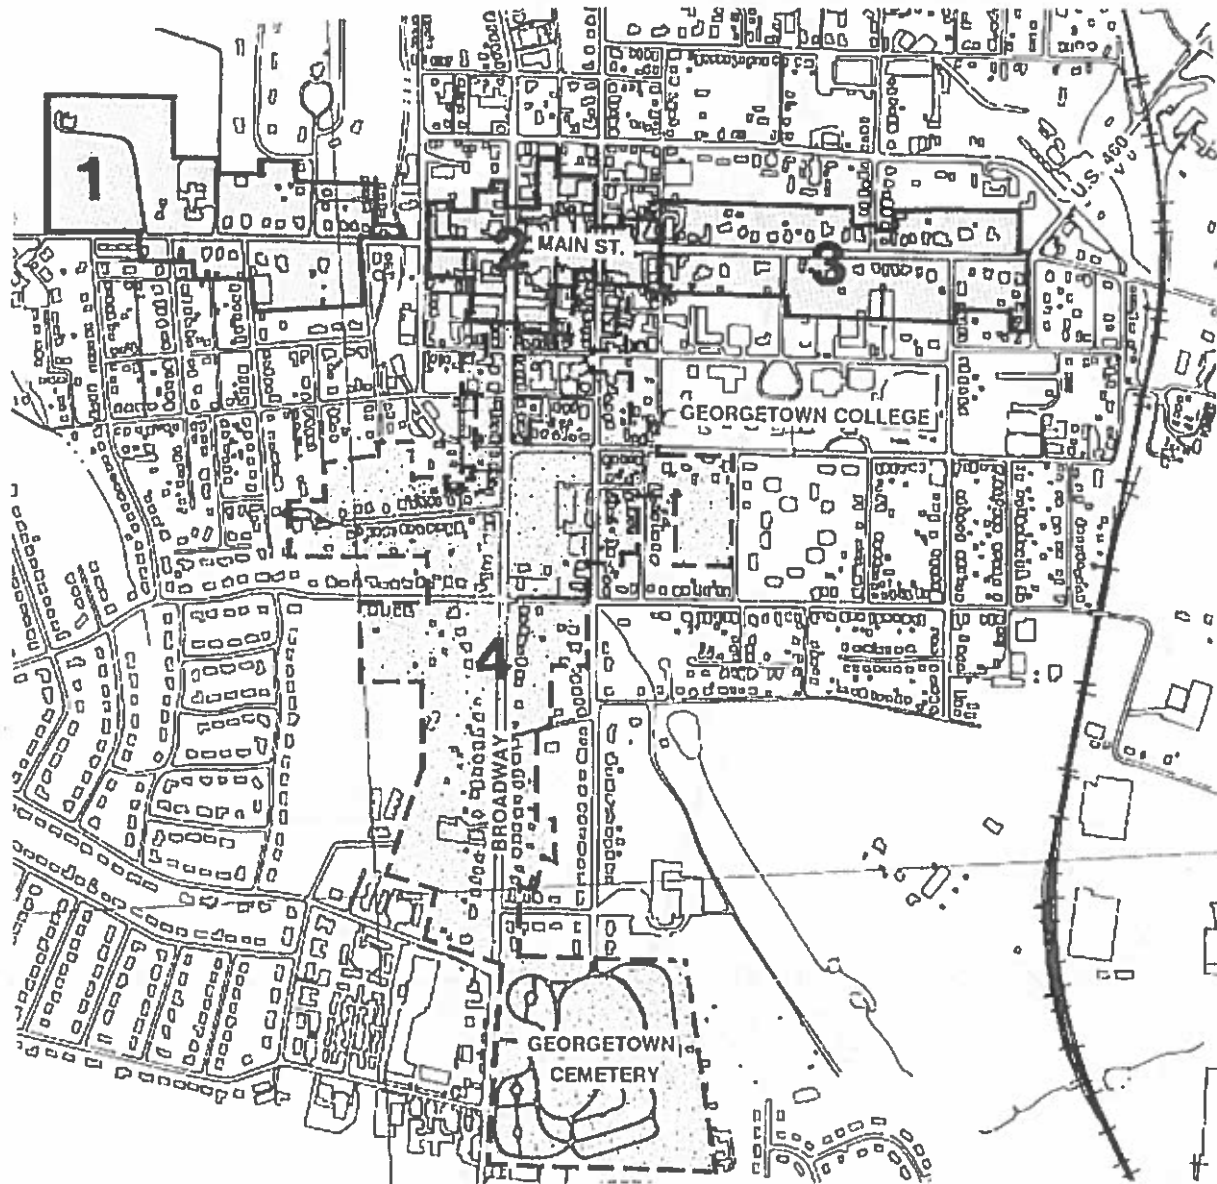 1
U.S. 460
2
MAIN ST.
3
GEORGETOWN COLLEGE
4
BROADWAY
GEORGETOWN
CEMETERY